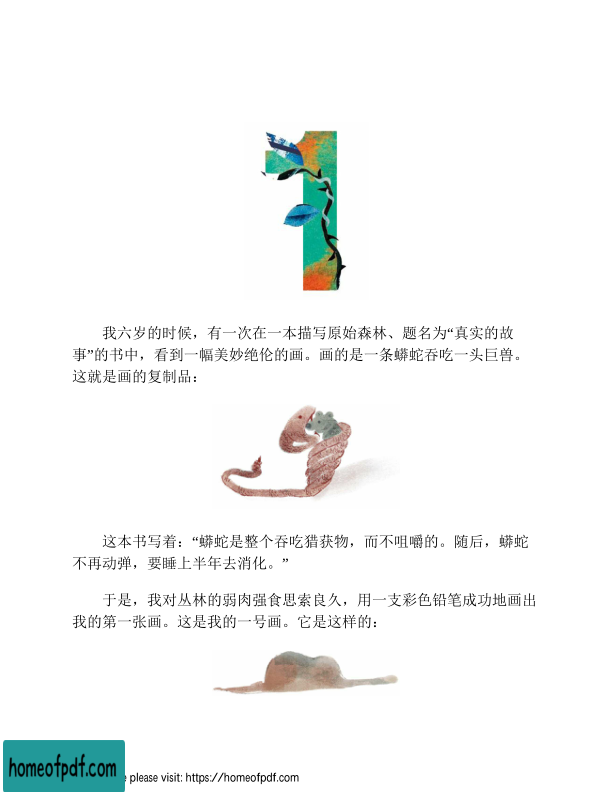 1
我六岁的时候，有一次在一本描写原始森林、题名为“真实的故
事”的书中，看到一幅美妙绝伦的画。画的是一条蟒蛇吞吃一头巨兽。
这就是画的复制品：
这本书写着：“蟒蛇是整个吞吃猎获物，而不咀嚼的。随后，蟒蛇
不再动弹，要睡上半年去消化。”
于是，我对丛林的弱肉强食思索良久，用一支彩色铅笔成功地画出
我的第一张画。这是我的一号画。它是这样的：
homeofpdf.com
e please visit: https://homeofpdf.com